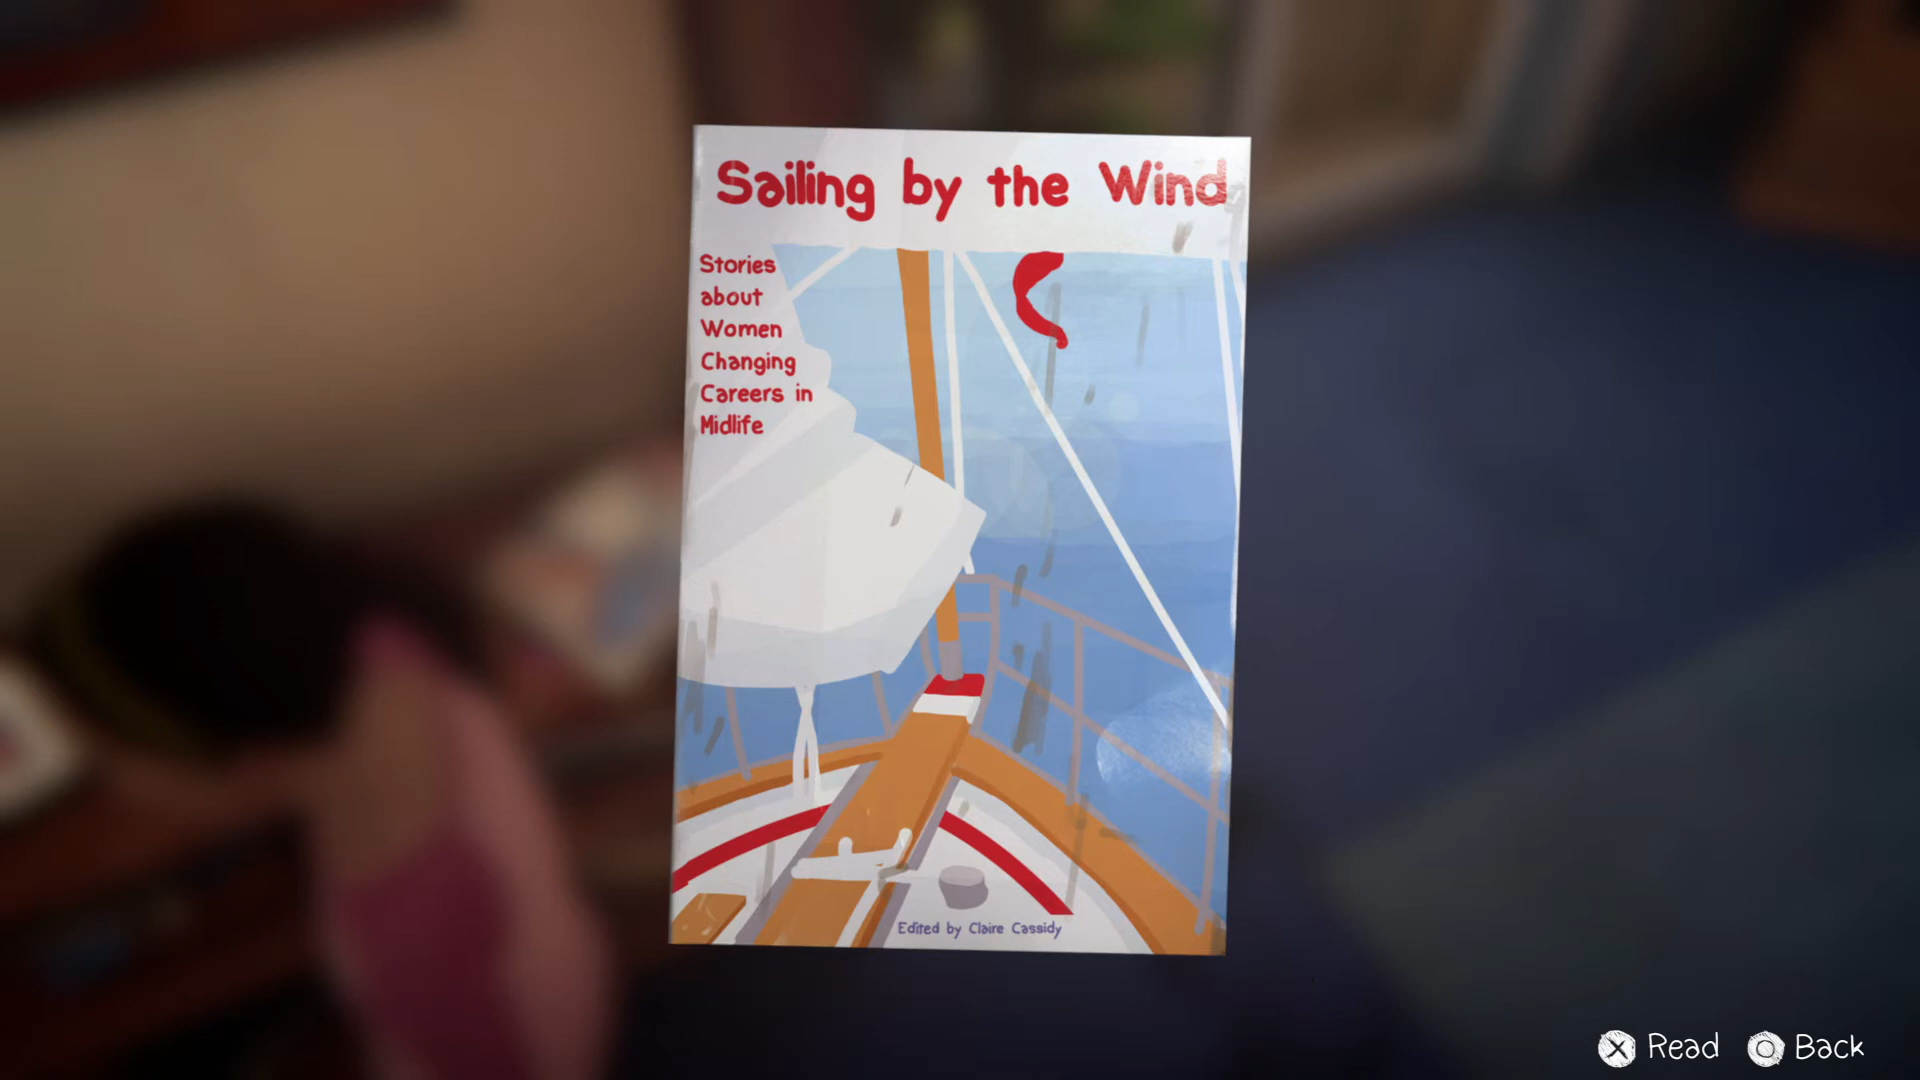 Sailing by the Wind
Stories
about
Women
Changing
Careers in
Midlife
Edited by Claire Cassidy
Read Back